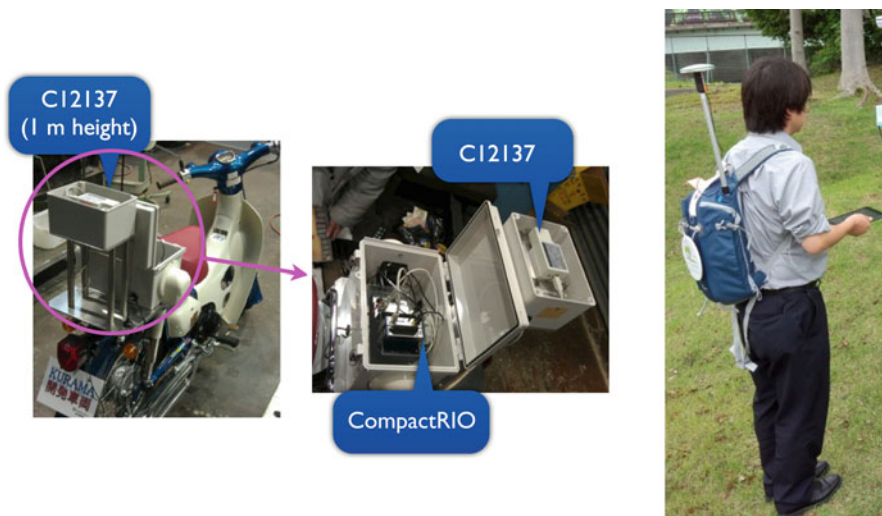 C12137
(1 m height)
C12137
CompactRIO
KURAMA
開発車両